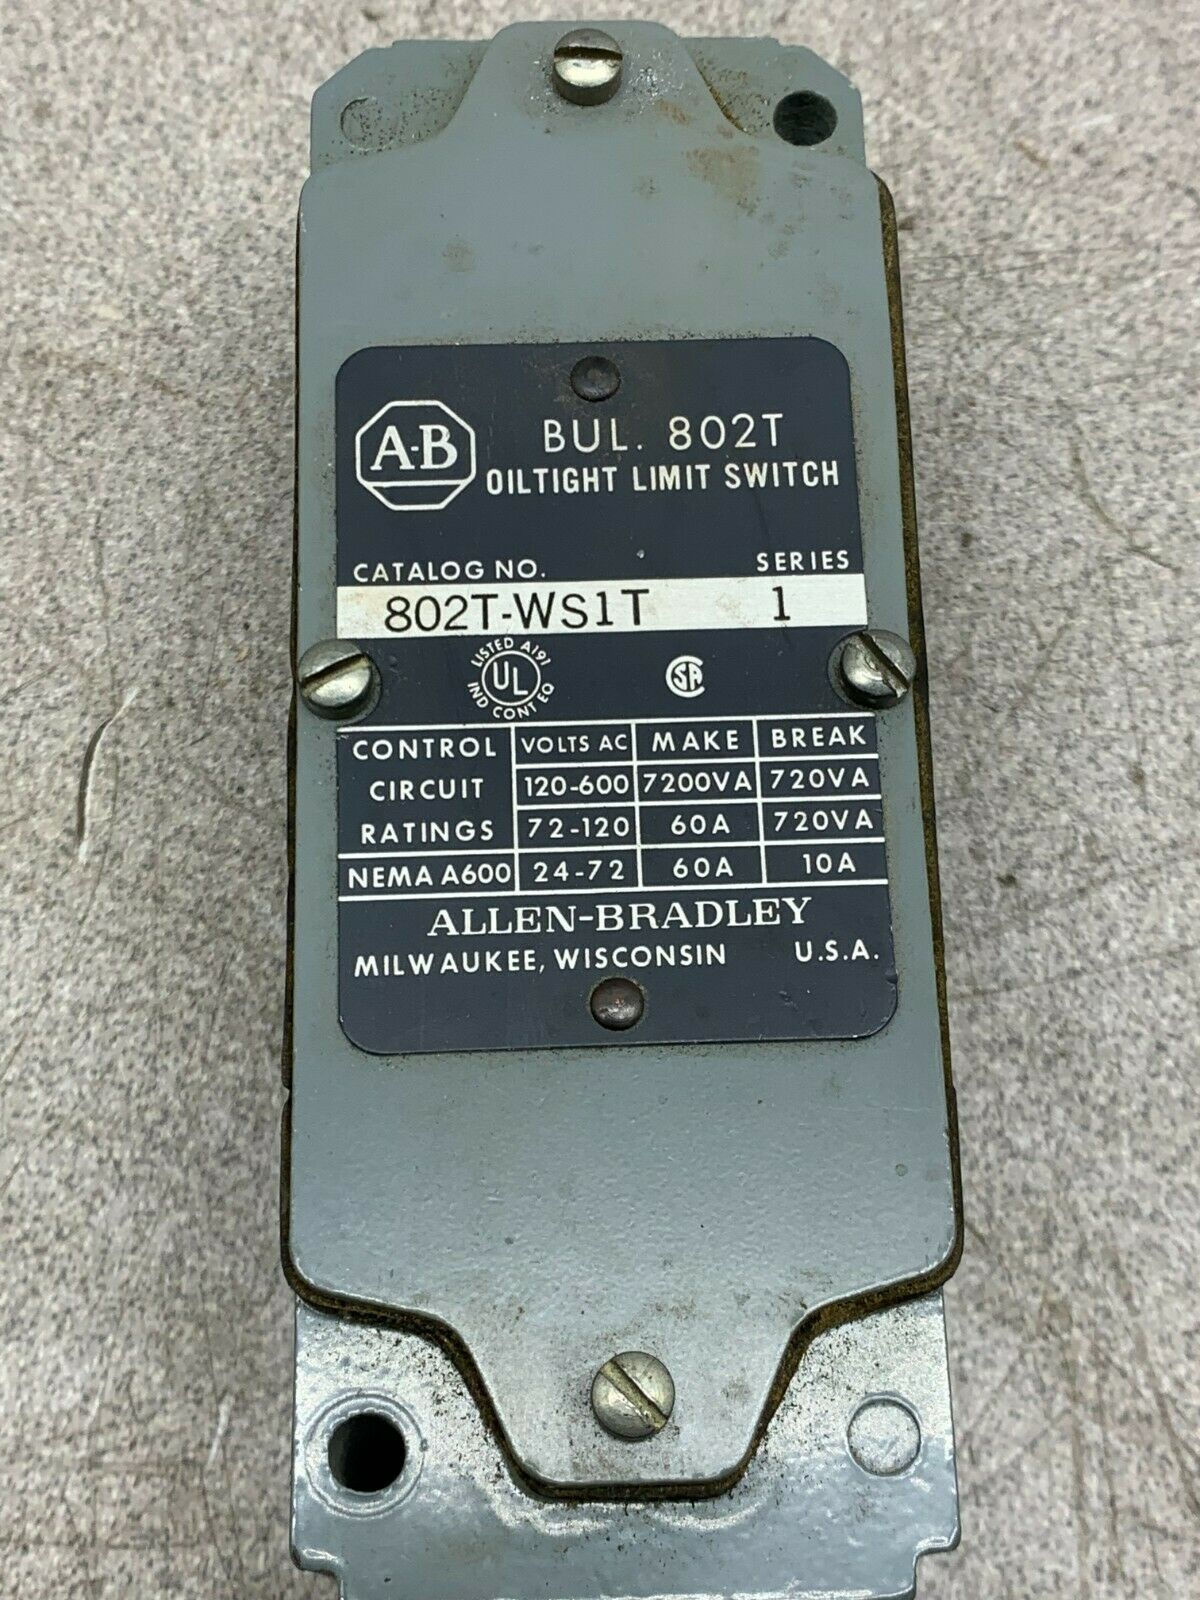 A-B
BUL. 802T
OILTIGHT LIMIT SWITCH
CATALOG NO. SERIES
802T-WS1T 1
LISTED A191
UL
IND CONT EQ
SA
CONTROL VOLTS AC MAKE BREAK
CIRCUIT 120-600 7200VA 720VA
RATINGS 72-120 60A 720VA
NEMA A600 24-72 60A 10A
ALLEN-BRADLEY
MILWAUKEE, WISCONSIN U.S.A.